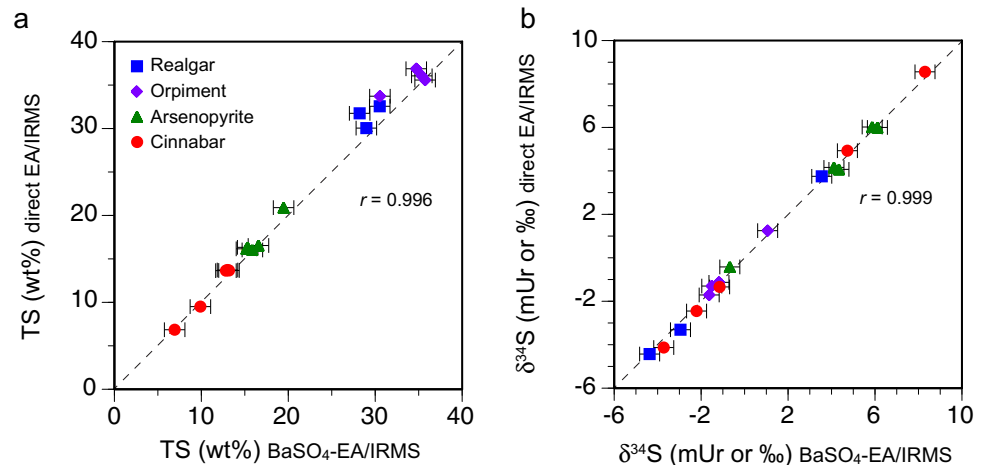 a
TS (wt%) direct EA/IRMS
40
30
20
10
0
0
10
20
30
40
Realgar
Orpiment
Arsenopyrite
Cinnabar
r = 0.996
TS (wt%) BaSO₄-EA/IRMS
b
δ³⁴S (mUr or ‰) direct EA/IRMS
10
6
2
-2
-6
-6
-2
2
6
10
r = 0.999
δ³⁴S (mUr or ‰) BaSO₄-EA/IRMS